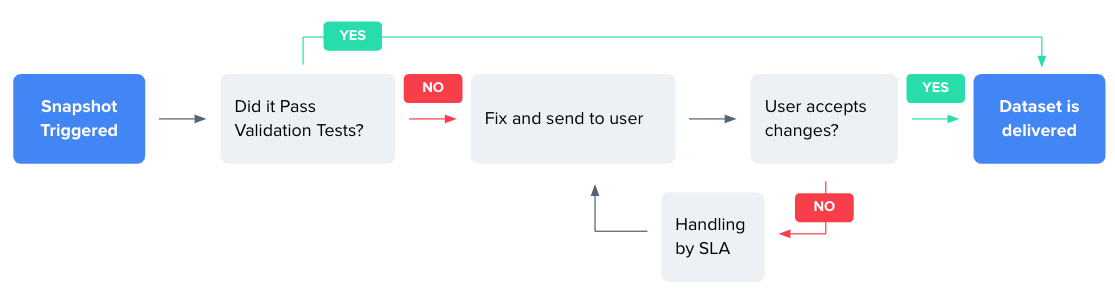 YES
Snapshot
Triggered
Did it Pass
Validation Tests?
NO
Fix and send to user
User accepts
changes?
YES
Dataset is
delivered
NO
Handling
by SLA